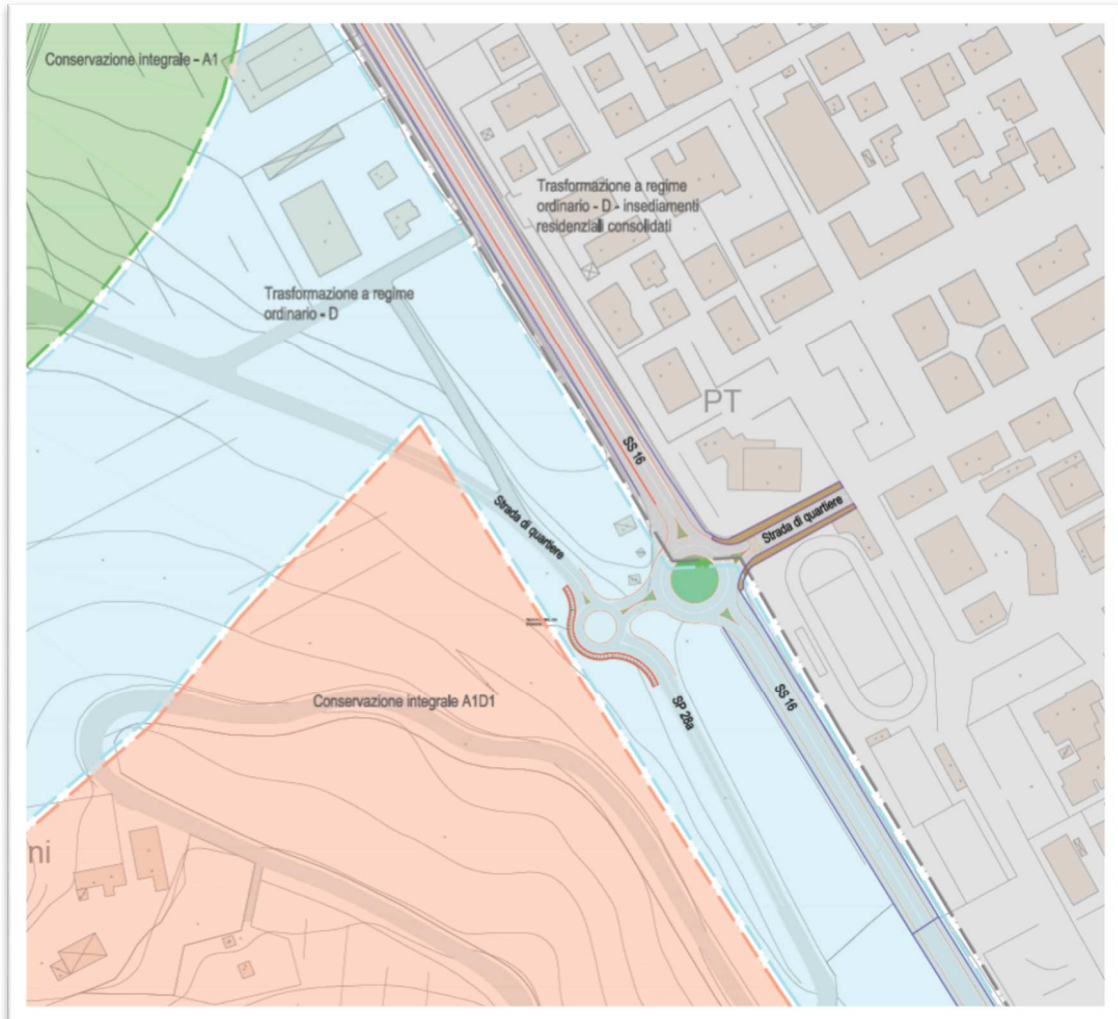 Conservazione integrale - A1
Trasformazione a regime
ordinario - D - insediamenti
residenziali consolidati
Trasformazione a regime
ordinario - D
PT
SS 16
Strada di quartiere
Strada di quartiere
Conservazione integrale A1D1
SS 16
SP 28a
ni